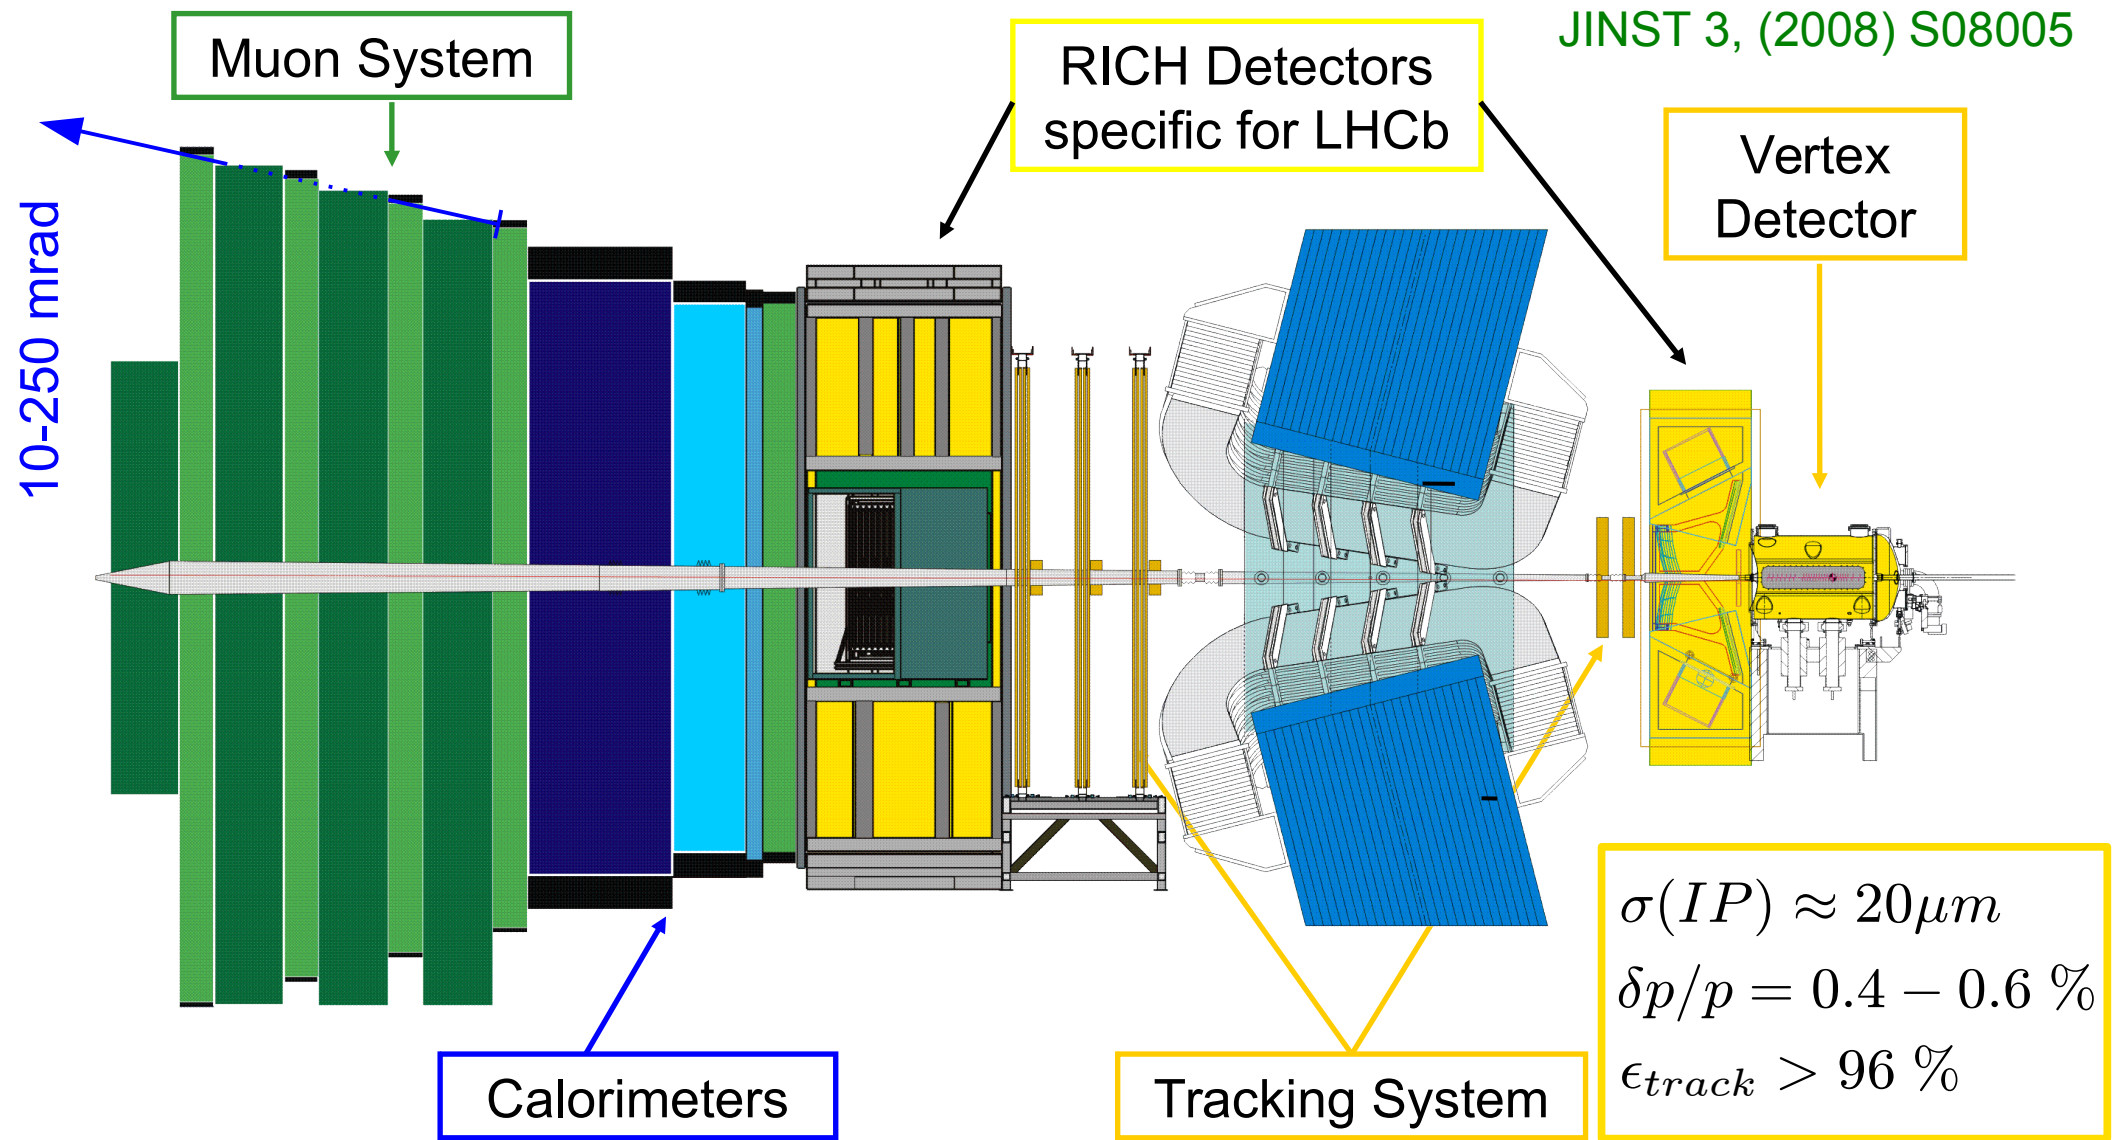 JINST 3, (2008) S08005
Muon System
RICH Detectors
specific for LHCb
Vertex
Detector
10-250 mrad
σ(IP) ≈ 20μm
δp/p = 0.4 − 0.6 %
ϵ_track > 96 %
Calorimeters
Tracking System